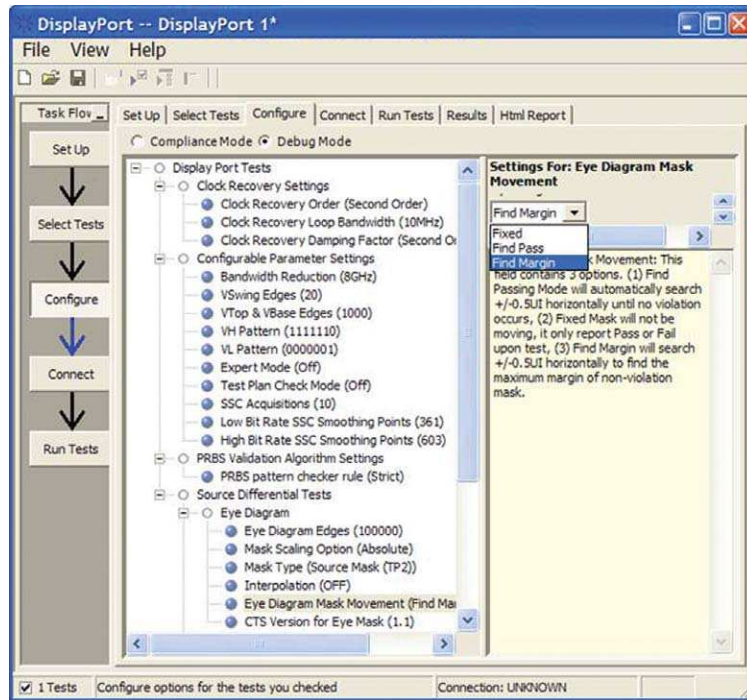 DisplayPort -- DisplayPort 1*
File View Help
Task Flow
Set Up
Select Tests
Configure
Connect
Run Tests
Set Up Select Tests Configure Connect Run Tests Results Html Report
Compliance Mode Debug Mode
Display Port Tests
Clock Recovery Settings
Clock Recovery Order (Second Order)
Clock Recovery Loop Bandwidth (10MHz)
Clock Recovery Damping Factor (Second Or
Configurable Parameter Settings
Bandwidth Reduction (8GHz)
VSwing Edges (20)
VTop & VBase Edges (1000)
VH Pattern (1111110)
VL Pattern (0000001)
Expert Mode (Off)
Test Plan Check Mode (Off)
SSC Acquisitions (10)
Low Bit Rate SSC Smoothing Points (361)
High Bit Rate SSC Smoothing Points (603)
PRBS Validation Algorithm Settings
PRBS pattern checker rule (Strict)
Source Differential Tests
Eye Diagram
Eye Diagram Edges (100000)
Mask Scaling Option (Absolute)
Mask Type (Source Mask (TP2))
Interpolation (OFF)
Eye Diagram Mask Movement (Find Mar
CTS Version for Eye Mask (1.1)
Settings For: Eye Diagram Mask
Movement
Find Margin
Fixed
Find Pass
Find Margin
k Movement: This
field contains 3 options. (1) Find
Passing Mode will automatically search
+/-0.5UI horizontally until no violation
occurs, (2) Fixed Mask will not be
moving, it only report Pass or Fail
upon test, (3) Find Margin will search
+/-0.5UI horizontally to find the
maximum margin of non-violation
mask.
1 Tests Configure options for the tests you checked Connection: UNKNOWN